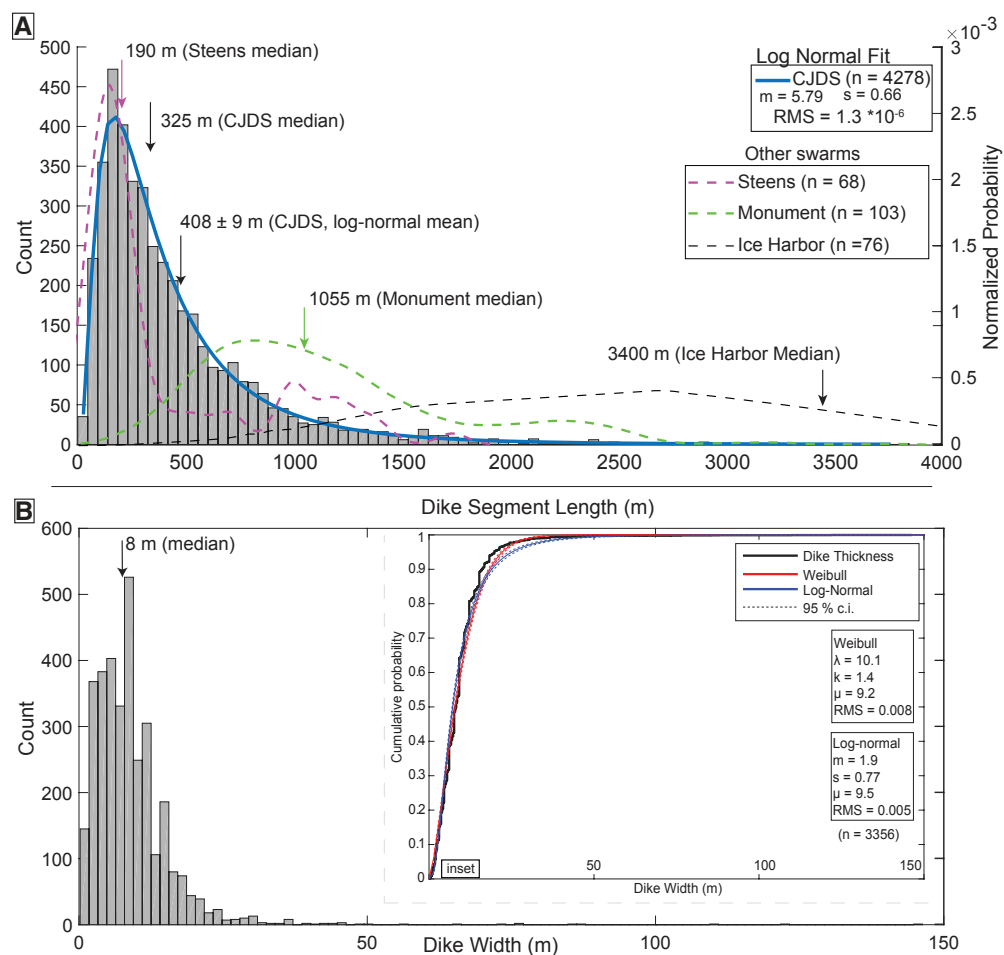 A
×10⁻³
500
450
400
350
300
250
200
150
100
50
0
Count
190 m (Steens median)
325 m (CJDS median)
408 ± 9 m (CJDS, log-normal mean)
1055 m (Monument median)
3400 m (Ice Harbor Median)
Log Normal Fit
CJDS (n = 4278)
m = 5.79 s = 0.66
RMS = 1.3 *10⁻⁶
Other swarms
Steens (n = 68)
Monument (n = 103)
Ice Harbor (n =76)
3
2.5
2
1.5
1
0.5
0
Normalized Probability
0 500 1000 1500 2000 2500 3000 3500 4000
Dike Segment Length (m)
B
600
500
400
300
200
100
0
Count
8 m (median)
1
0.9
0.8
0.7
0.6
0.5
0.4
0.3
0.2
0.1
0
Cumulative probability
Dike Thickness
Weibull
Log-Normal
95 % c.i.
Weibull
λ = 10.1
k = 1.4
μ = 9.2
RMS = 0.008
Log-normal
m = 1.9
s = 0.77
μ = 9.5
RMS = 0.005
(n = 3356)
inset
50 100 150
Dike Width (m)
0 50 100 150
Dike Width (m)